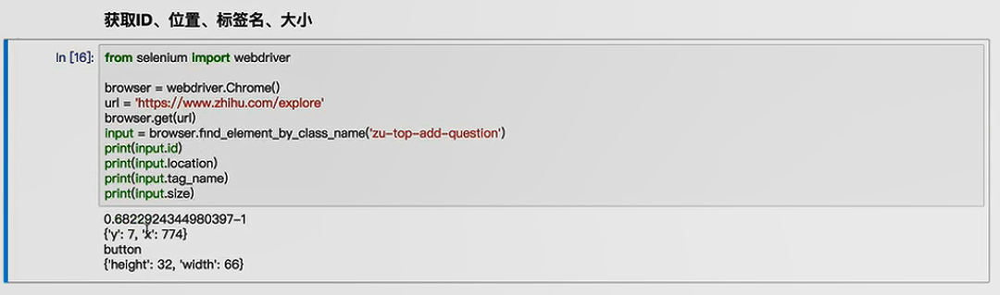 获取ID、位置、标签名、大小
In [16]:
from selenium import webdriver
browser = webdriver.Chrome()
url = 'https://www.zhihu.com/explore'
browser.get(url)
input = browser.find_element_by_class_name('zu-top-add-question')
print(input.id)
print(input.location)
print(input.tag_name)
print(input.size)
0.6822924344980397-1
{'y': 7, 'x': 774}
button
{'height': 32, 'width': 66}